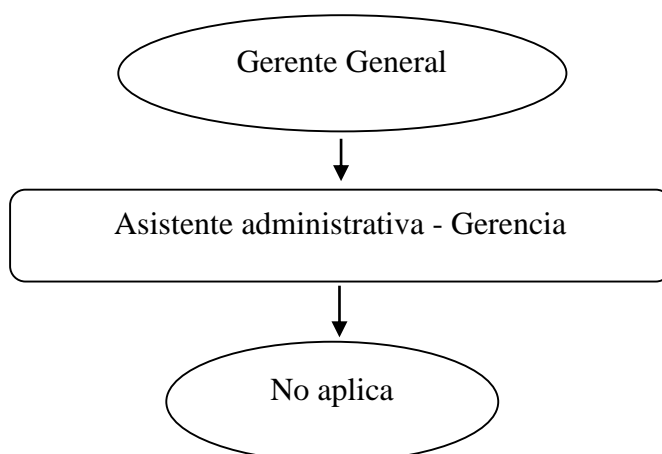 Gerente General
Asistente administrativa - Gerencia
No aplica